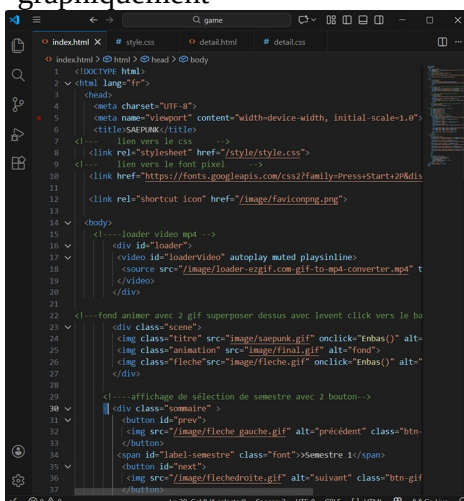 graphiquement
game
index.html
# style.css
detail.html
# detail.css
index.html > html > head > body
1 <!DOCTYPE html>
2 <html lang="fr">
3 <head>
4 <meta charset="UTF-8">
5 <meta name="viewport" content="width=device-width, initial-scale=1.0">
6 <title>SAEPUNK</title>
7 <!--- lien vers le css -->
8 <link rel="stylesheet" href="/style/style.css">
9 <!--- lien vers le font pixel -->
10 <link href="https://fonts.googleapis.com/css2?family=Press+Start+2P&dis
11
12 <link rel="shortcut icon" href="/image/faviconpng.png">
13
14 <body>
15 <!----loader video mp4 -->
16 <div id="loader">
17 <video id="loaderVideo" autoplay muted playsinline>
18 <source src="/image/loader-ezgif.com-gif-to-mp4-converter.mp4" t
19 </video>
20 </div>
21
22 <!---fond animer avec 2 gif superposer dessus avec levent click vers le ba
23 <div class="scene">
24 <img class="titre" src="image/saepunk.gif" onclick="Enbas()" alt=
25 <img class="animation" src="image/final.gif" alt="fond">
26 <img class="fleche"src="image/fleche.gif" onclick="Enbas()" alt="
27 </div>
28
29 <!----affichage de sélection de semestre avec 2 bouton-->
30 <div class="sommaire" >
31 <button id="prev">
32 <img src="/image/fleche gauche.gif" alt="précédent" class="btn-
33 </button>
34 <span id="label-semestre" class="font">>Semestre 1</span>
35 <button id="next">
36 <img src="/image/flechedroite.gif" alt="suivant" class="btn-gif
37 </button>